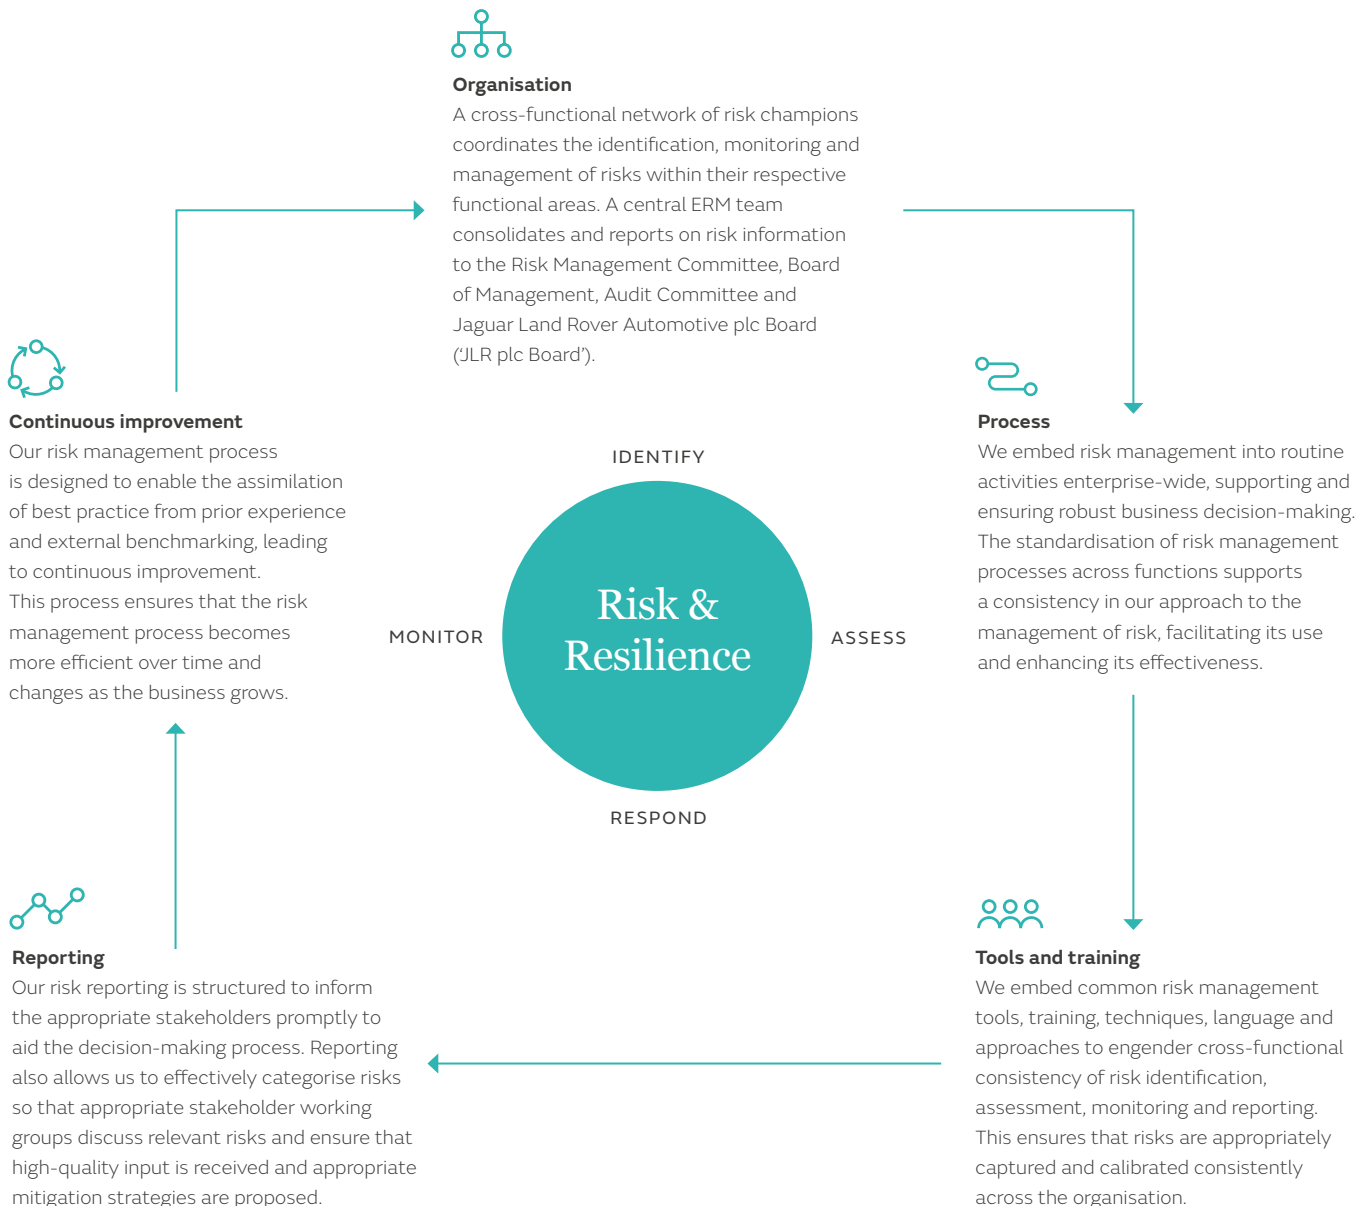 Organisation
A cross-functional network of risk champions
coordinates the identification, monitoring and
management of risks within their respective
functional areas. A central ERM team
consolidates and reports on risk information
to the Risk Management Committee, Board
of Management, Audit Committee and
Jaguar Land Rover Automotive plc Board
(‘JLR plc Board’).
Continuous improvement
Our risk management process
is designed to enable the assimilation
of best practice from prior experience
and external benchmarking, leading
to continuous improvement.
This process ensures that the risk
management process becomes
more efficient over time and
changes as the business grows.
IDENTIFY
MONITOR
Risk &
Resilience
ASSESS
RESPOND
Process
We embed risk management into routine
activities enterprise-wide, supporting and
ensuring robust business decision-making.
The standardisation of risk management
processes across functions supports
a consistency in our approach to the
management of risk, facilitating its use
and enhancing its effectiveness.
Reporting
Our risk reporting is structured to inform
the appropriate stakeholders promptly to
aid the decision-making process. Reporting
also allows us to effectively categorise risks
so that appropriate stakeholder working
groups discuss relevant risks and ensure that
high-quality input is received and appropriate
mitigation strategies are proposed.
Tools and training
We embed common risk management
tools, training, techniques, language and
approaches to engender cross-functional
consistency of risk identification,
assessment, monitoring and reporting.
This ensures that risks are appropriately
captured and calibrated consistently
across the organisation.